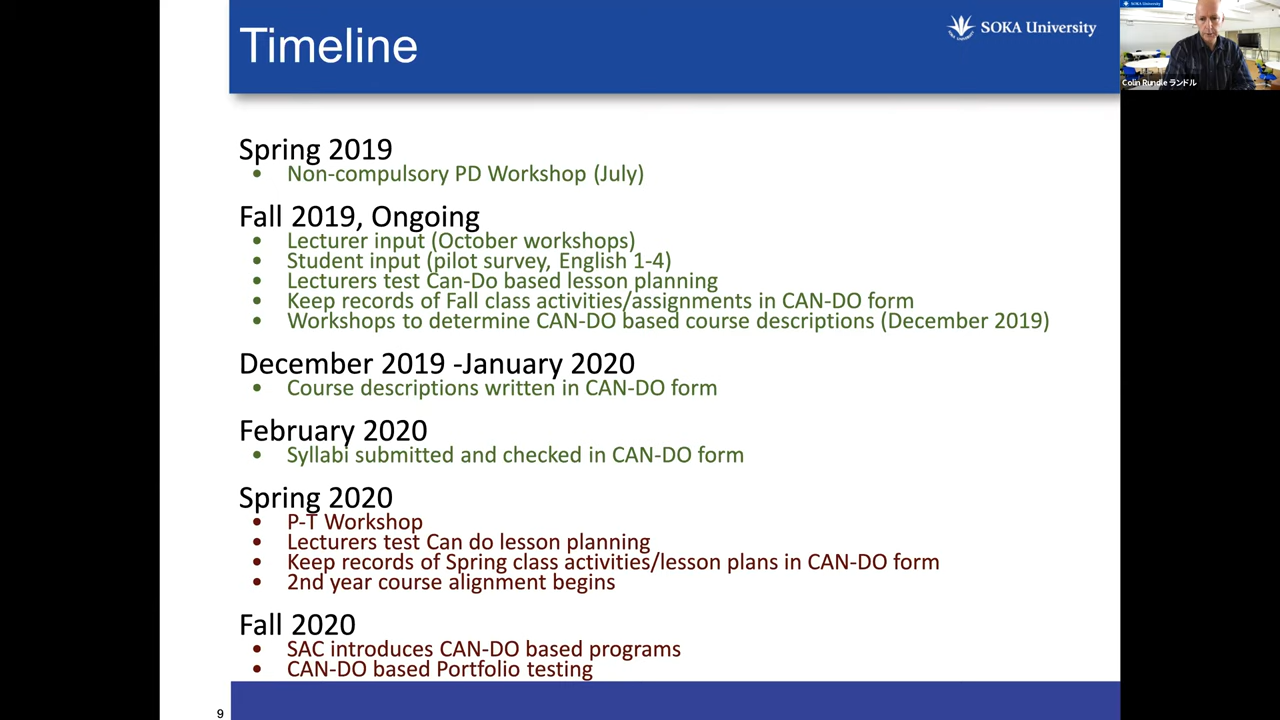 Timeline
SOKA University
SOKA University
Colin Rundle ランドル
Spring 2019
• Non-compulsory PD Workshop (July)
Fall 2019, Ongoing
• Lecturer input (October workshops)
• Student input (pilot survey, English 1-4)
• Lecturers test Can-Do based lesson planning
• Keep records of Fall class activities/assignments in CAN-DO form
• Workshops to determine CAN-DO based course descriptions (December 2019)
December 2019 -January 2020
• Course descriptions written in CAN-DO form
February 2020
• Syllabi submitted and checked in CAN-DO form
Spring 2020
• P-T Workshop
• Lecturers test Can do lesson planning
• Keep records of Spring class activities/lesson plans in CAN-DO form
• 2nd year course alignment begins
Fall 2020
• SAC introduces CAN-DO based programs
• CAN-DO based Portfolio testing
9